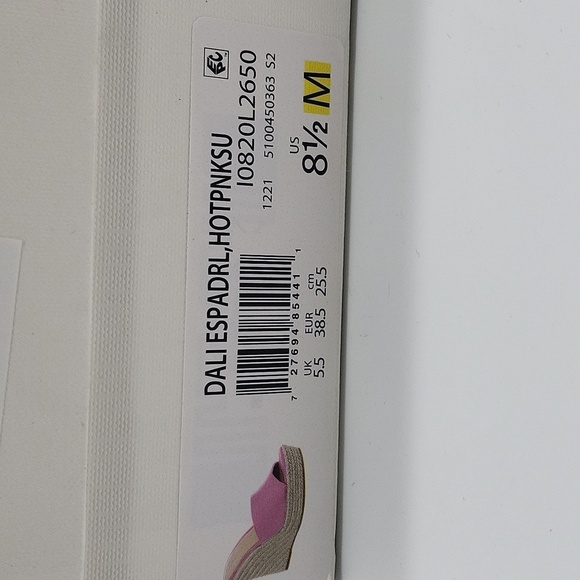 DALI ESPADRL,HOTPNKSU
I0820L2650
1221 5100450363 S2
7 27694 85441 1
UK EUR cm
5.5 38.5 25.5
US
8½ M